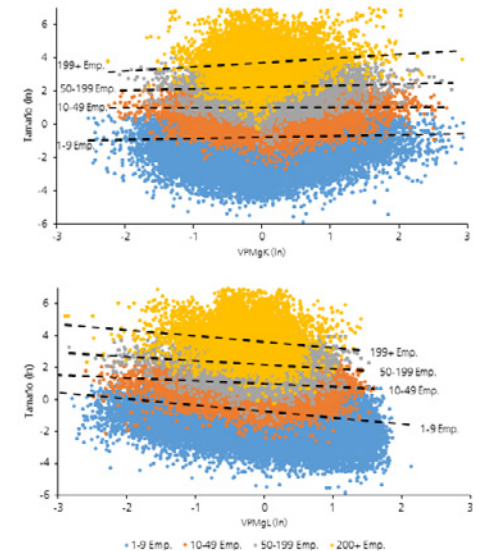 6
4
2
0
-2
-4
-6
199+ Emp.
50-199 Emp.
10-49 Emp.
1-9 Emp.
Tamaño (ln)
-3 -2 -1 0 1 2 3
VPMgK (ln)
6
4
2
0
-2
-4
-6
199+ Emp.
50-199 Emp.
10-49 Emp.
1-9 Emp.
Tamaño (ln)
-3 -2 -1 0 1 2 3
VPMgL (ln)
1-9 Emp. 10-49 Emp. 50-199 Emp. 200+ Emp.